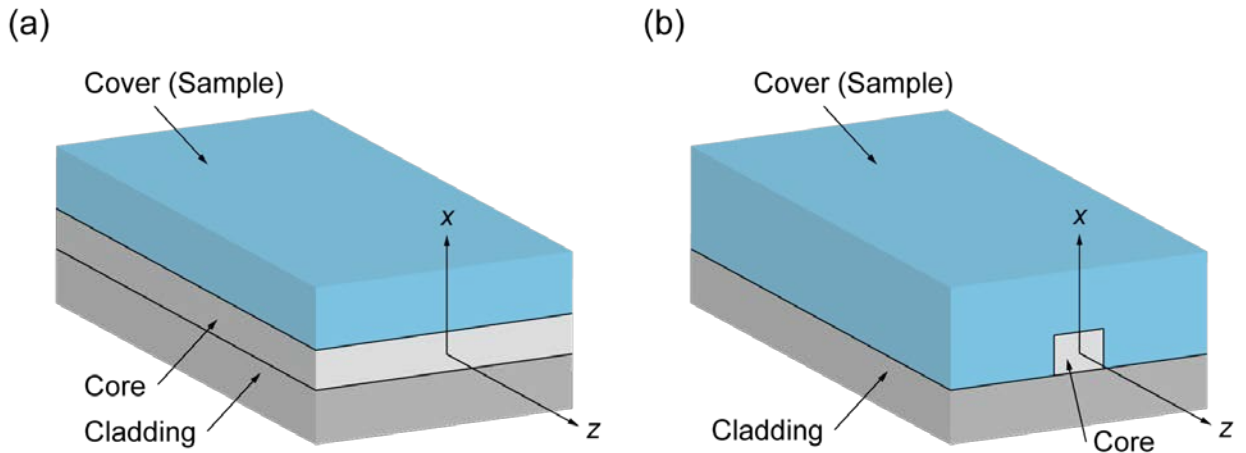 (a)
Cover (Sample)
x
Core
Cladding
z
(b)
Cover (Sample)
x
Cladding
Core
z